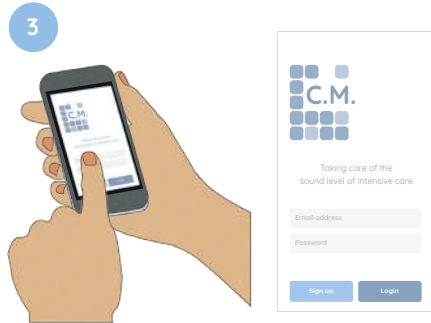 3
C.M.
C.M.
Taking care of the
sound level of intensive care
Email address
Password
Sign up
Login